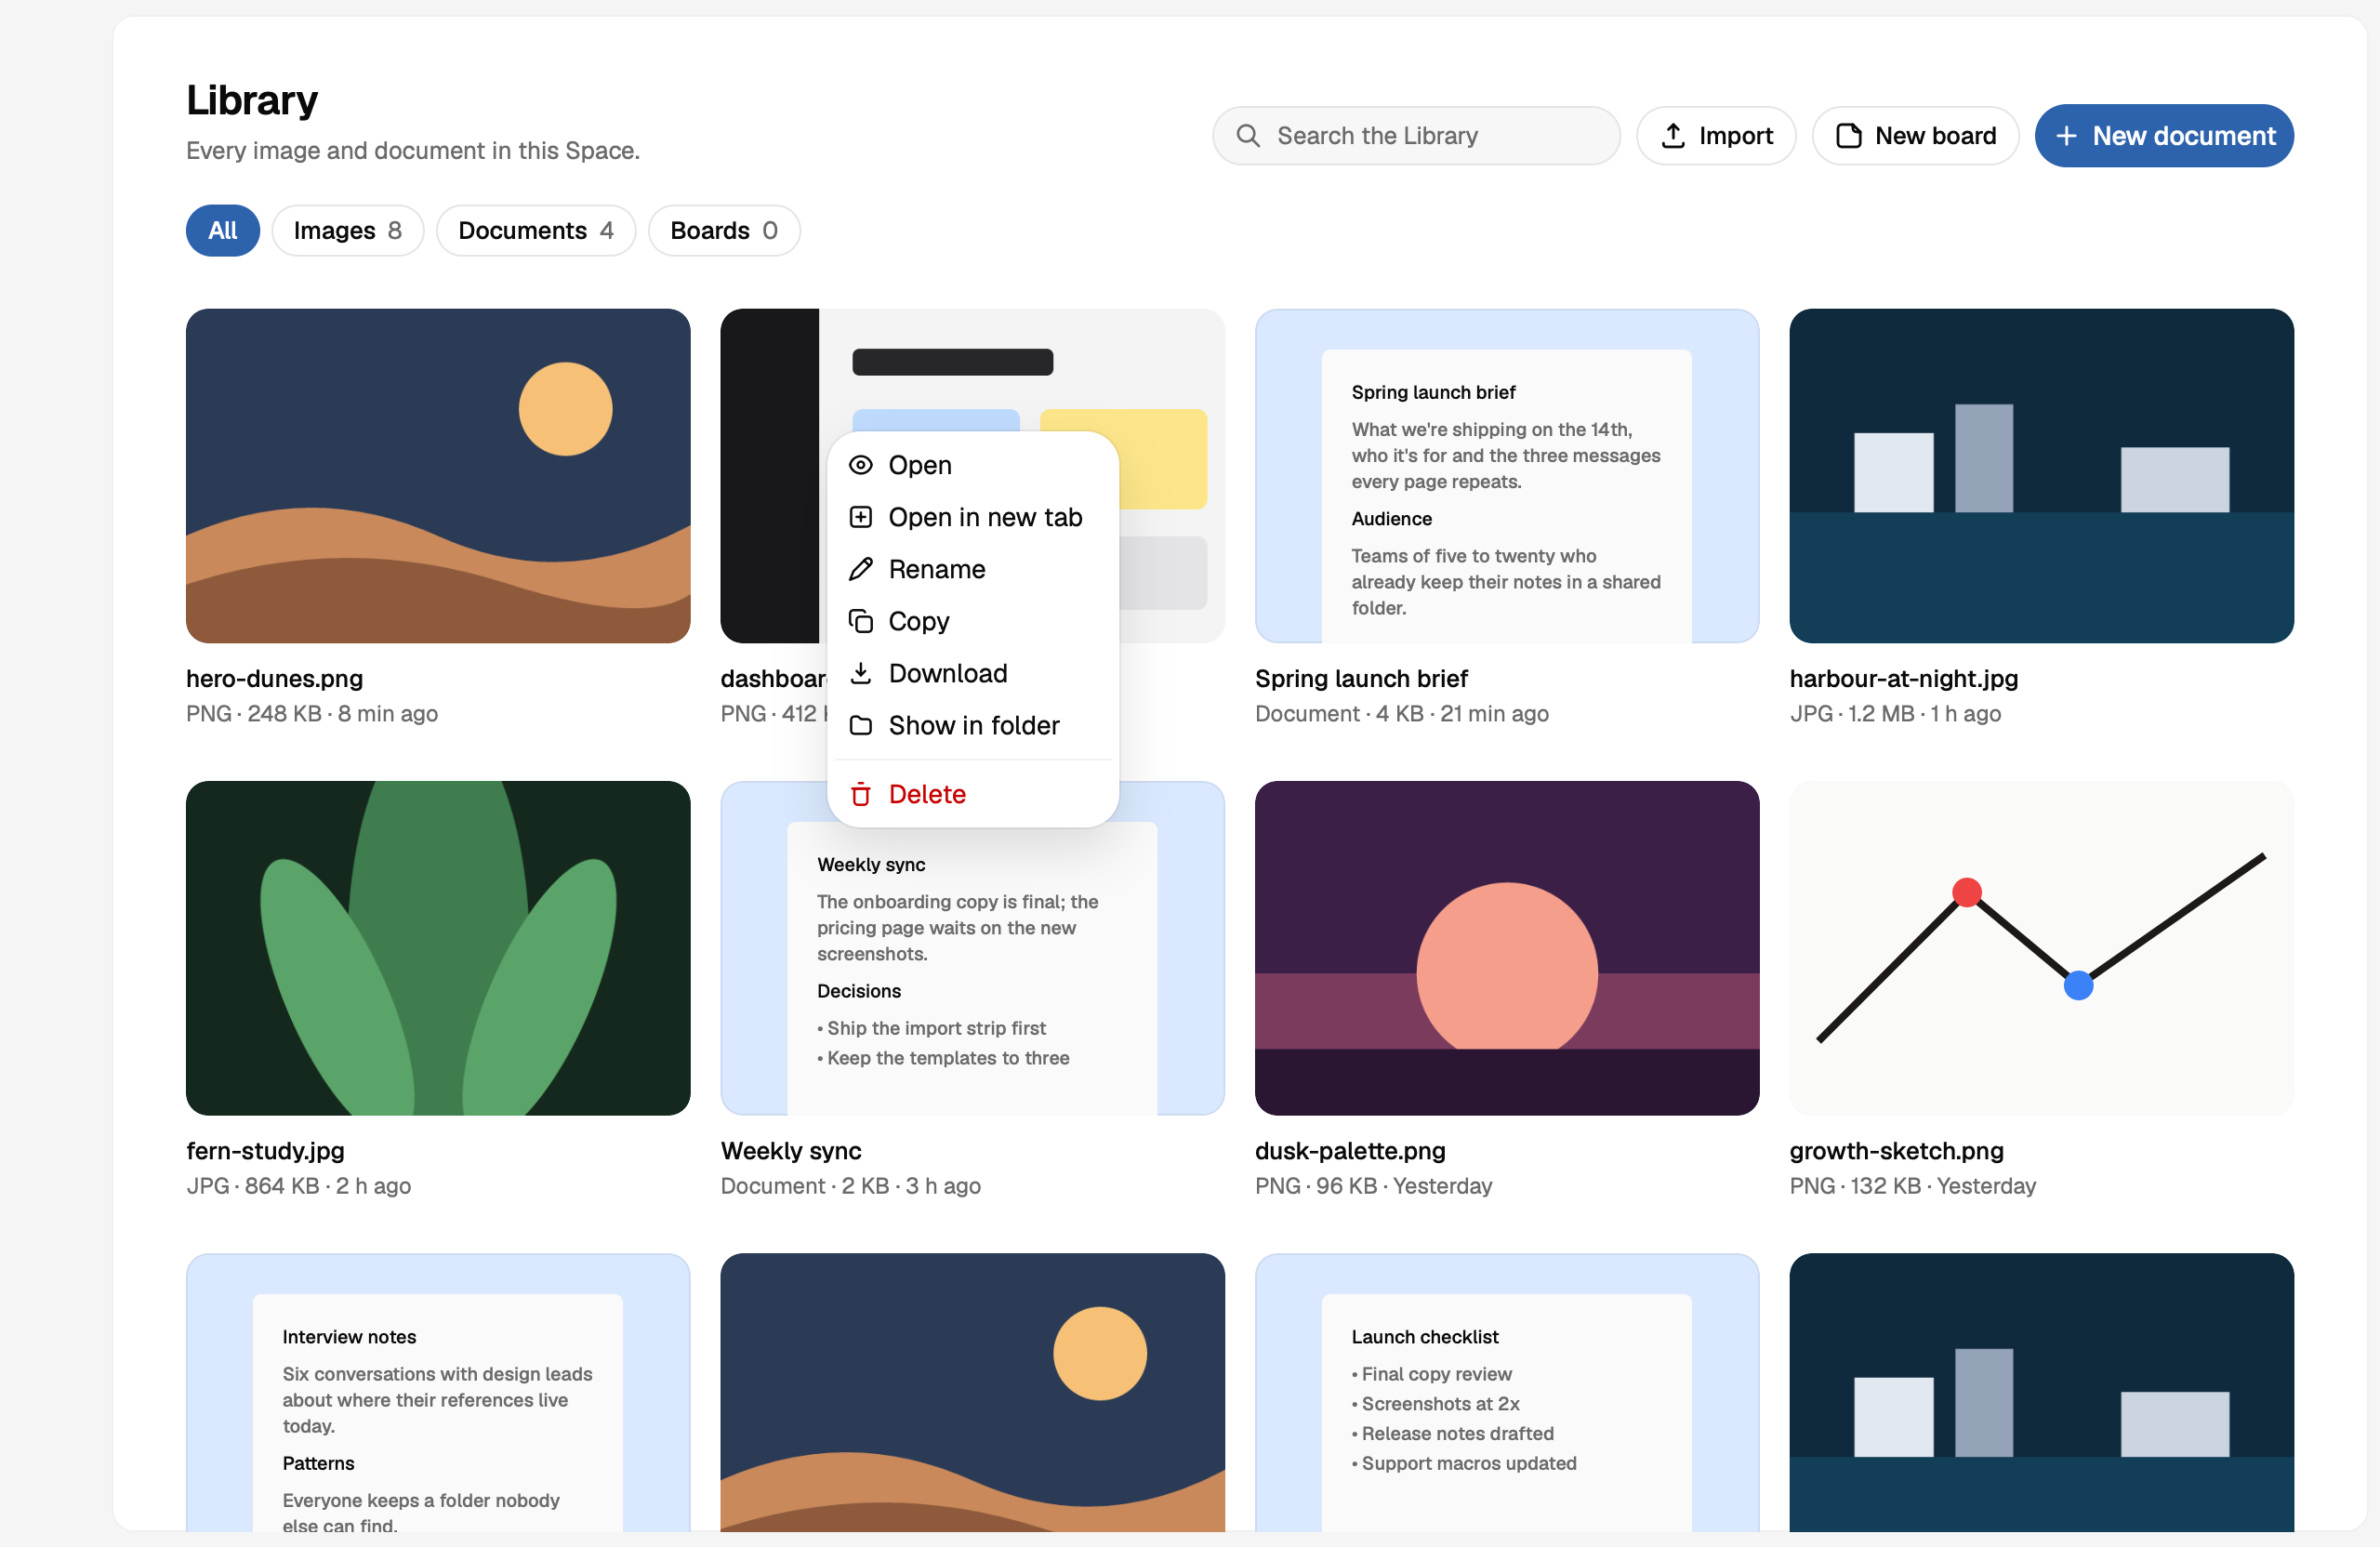 Library
Every image and document in this Space.
Search the Library
Import
New board
New document
All
Images 8
Documents 4
Boards 0
Open
Open in new tab
Rename
Copy
Download
Show in folder
Delete
Spring launch brief
What we're shipping on the 14th,
who it's for and the three messages
every page repeats.
Audience
Teams of five to twenty who
already keep their notes in a shared
folder.
hero-dunes.png
PNG · 248 KB · 8 min ago
PNG · 412
Spring launch brief
Document · 4 KB · 21 min ago
harbour-at-night.jpg
JPG · 1.2 MB · 1 h ago
Weekly sync
The onboarding copy is final; the
pricing page waits on the new
screenshots.
Decisions
• Ship the import strip first
• Keep the templates to three
fern-study.jpg
JPG · 864 KB · 2 h ago
Weekly sync
Document · 2 KB · 3 h ago
dusk-palette.png
PNG · 96 KB · Yesterday
growth-sketch.png
PNG · 132 KB · Yesterday
Interview notes
Six conversations with design leads
about where their references live
today.
Patterns
Everyone keeps a folder nobody
else can find.
Launch checklist
• Final copy review
• Screenshots at 2x
• Release notes drafted
• Support macros updated